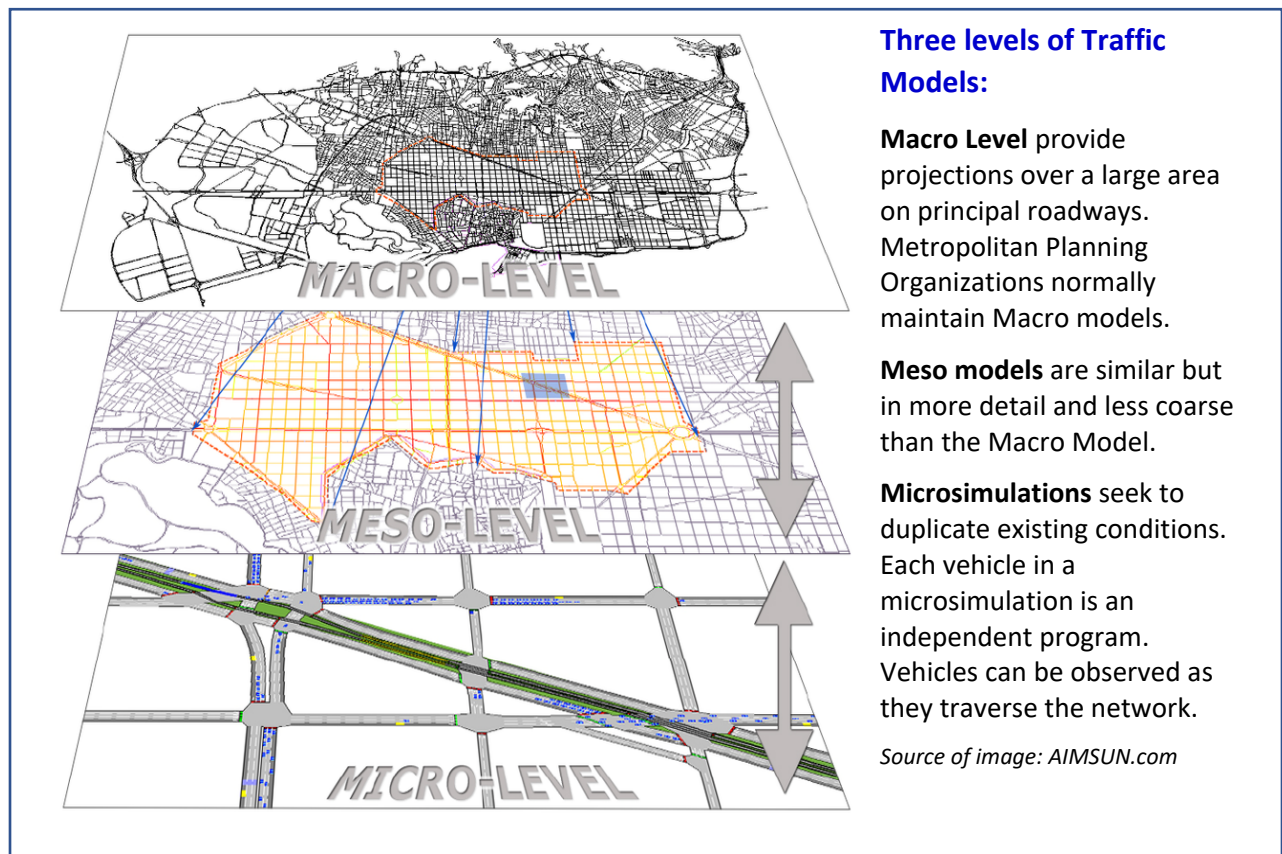 Three levels of Traffic
Models:
Macro Level provide
projections over a large area
on principal roadways.
Metropolitan Planning
Organizations normally
maintain Macro models.
Meso models are similar but
in more detail and less coarse
than the Macro Model.
Microsimulations seek to
duplicate existing conditions.
Each vehicle in a
microsimulation is an
independent program.
Vehicles can be observed as
they traverse the network.
Source of image: AIMSUN.com
MACRO-LEVEL
MESO-LEVEL
MICRO-LEVEL